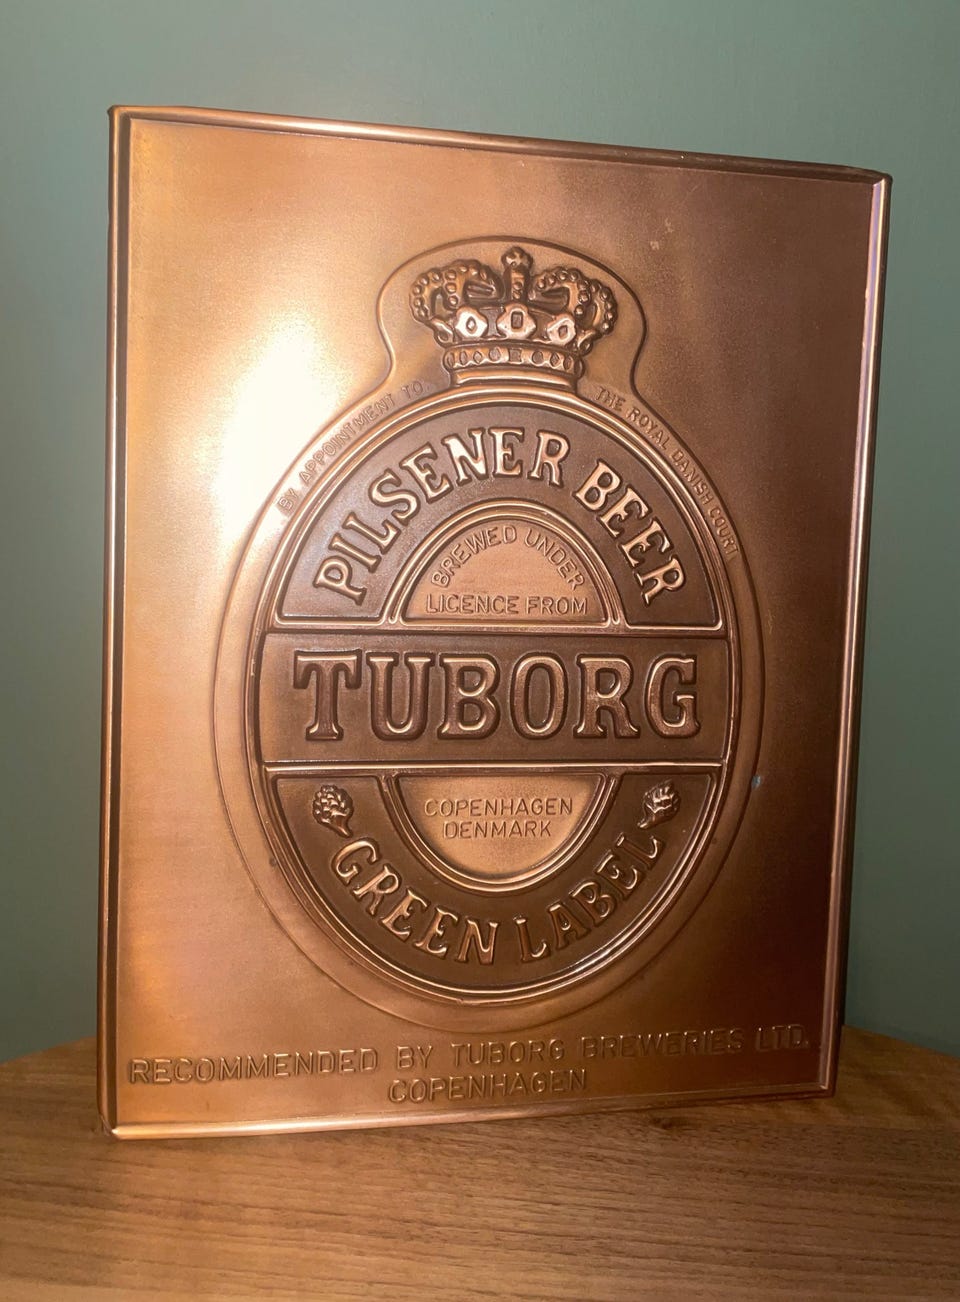 BY APPOINTMENT TO THE ROYAL DANISH COURT
PILSENER BEER
BREWED UNDER
LICENCE FROM
TUBORG
COPENHAGEN
DENMARK
GREEN LABEL
RECOMMENDED BY TUBORG BREWERIES LTD.
COPENHAGEN